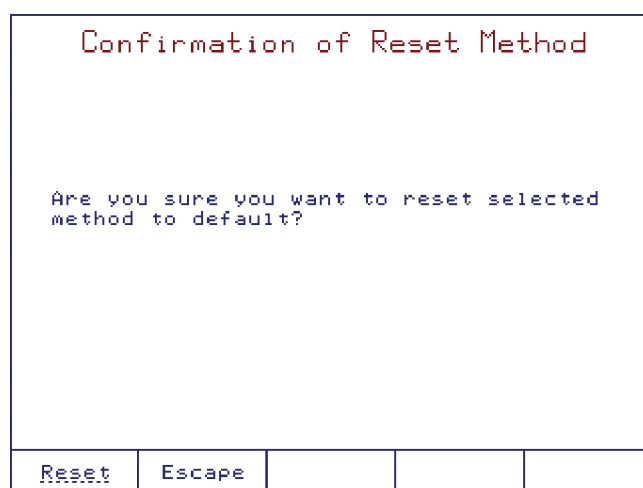 Confirmation of Reset Method
Are you sure you want to reset selected
method to default?
Reset Escape